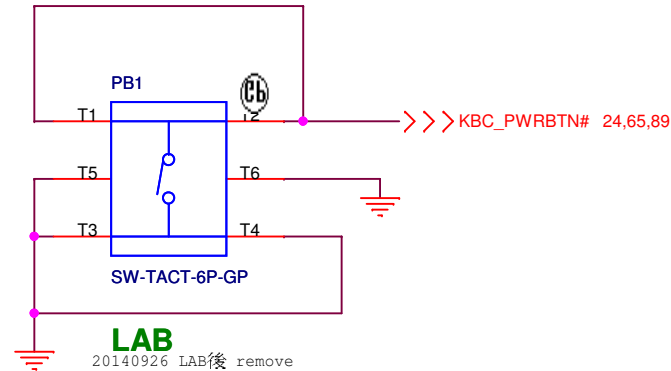 PB1
T1
T2
KBC_PWRBTN# 24,65,89
T5
T6
T3
T4
SW-TACT-6P-GP
LAB
20140926 LAB後 remove